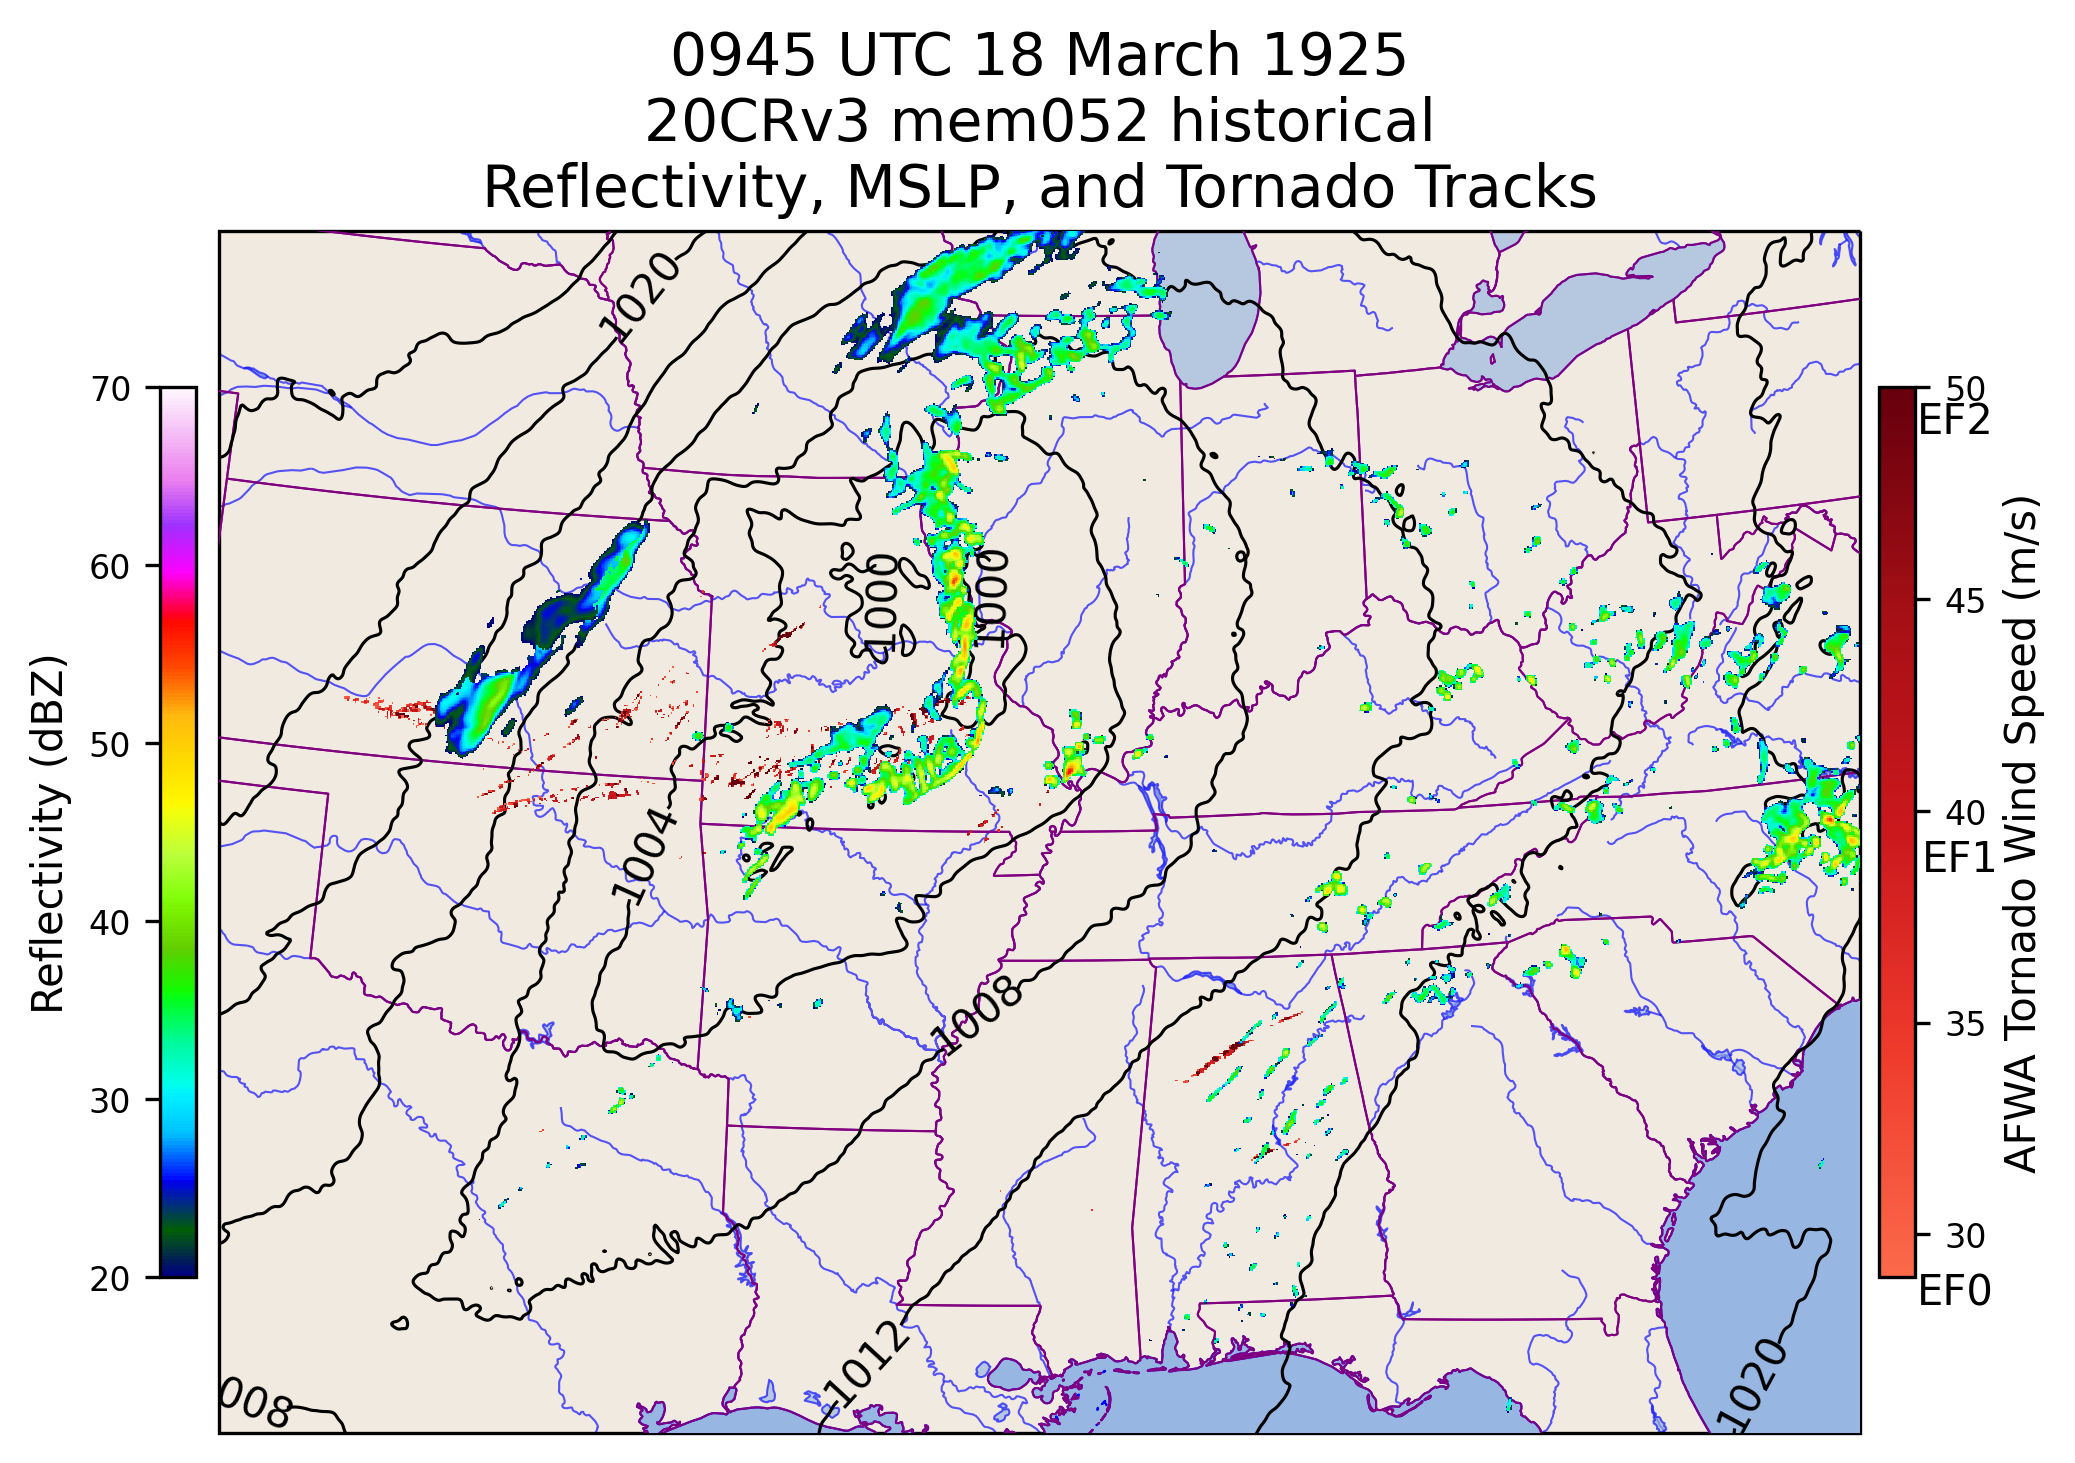 0945 UTC 18 March 1925
20CRv3 mem052 historical
Reflectivity, MSLP, and Tornado Tracks
Reflectivity (dBZ)
70
60
50
40
30
20
1020
1000
1000
1004
1008
1012
1020
008
50
EF2
45
40
EF1
35
30
EF0
AFWA Tornado Wind Speed (m/s)